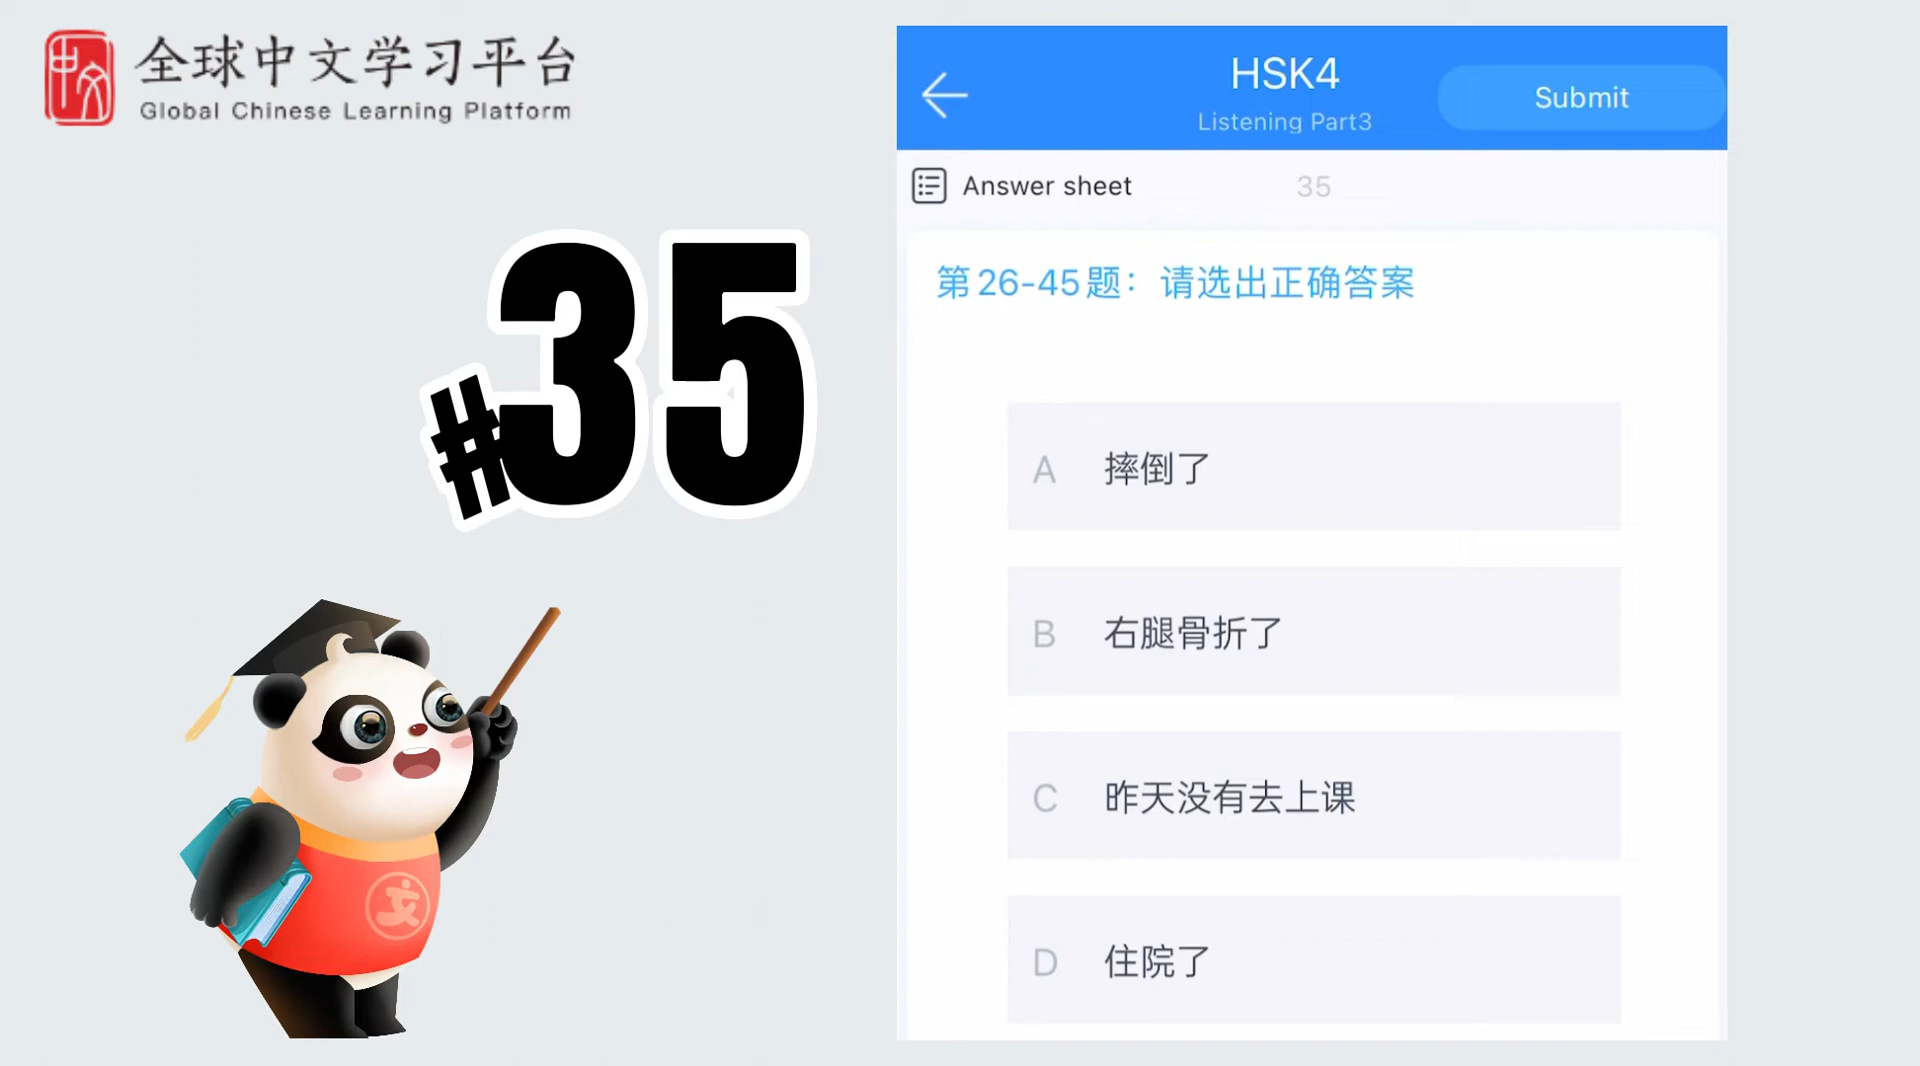 中文
全球中文学习平台
Global Chinese Learning Platform
#35
文
HSK4
Listening Part3
Submit
Answer sheet
35
第26-45题：请选出正确答案
A 摔倒了
B 右腿骨折了
C 昨天没有去上课
D 住院了